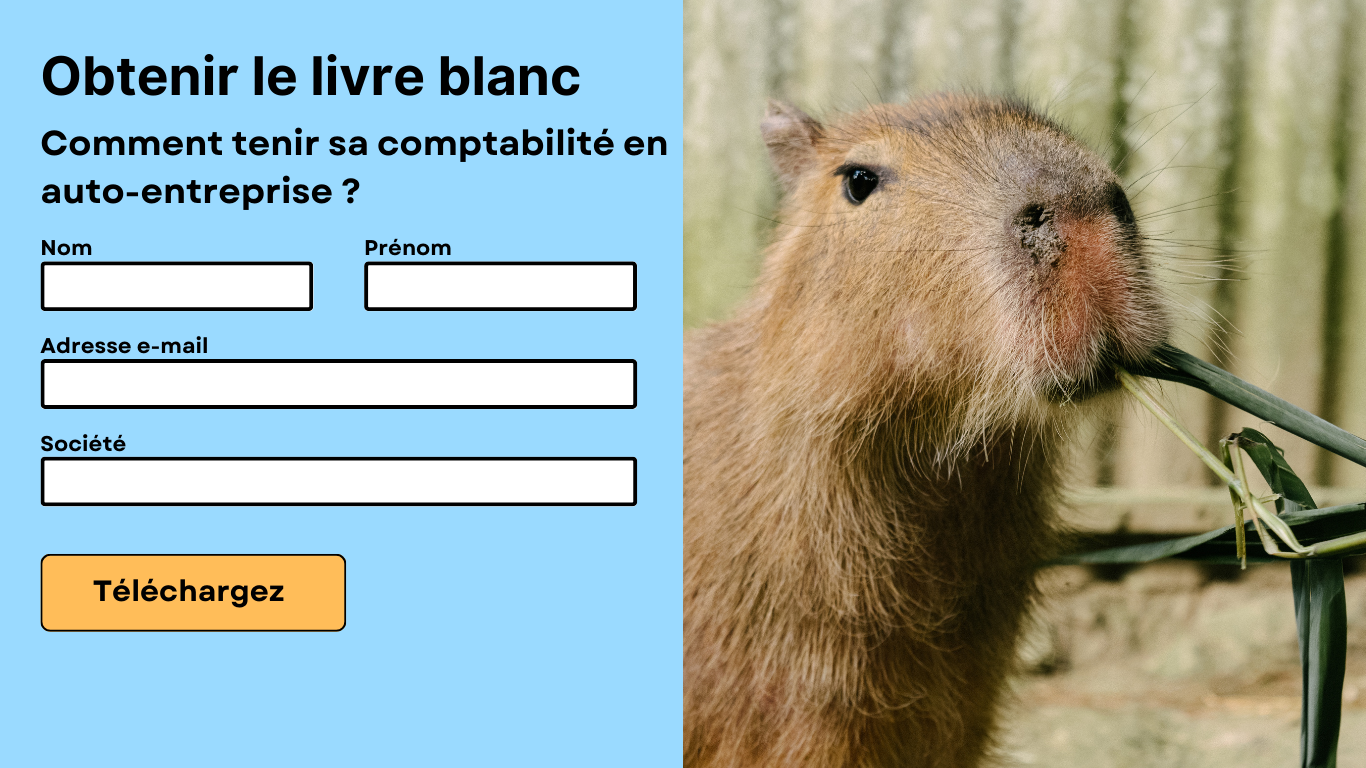 Obtenir le livre blanc
Comment tenir sa comptabilité en
auto-entreprise ?
Nom
Prénom
Adresse e-mail
Société
Téléchargez